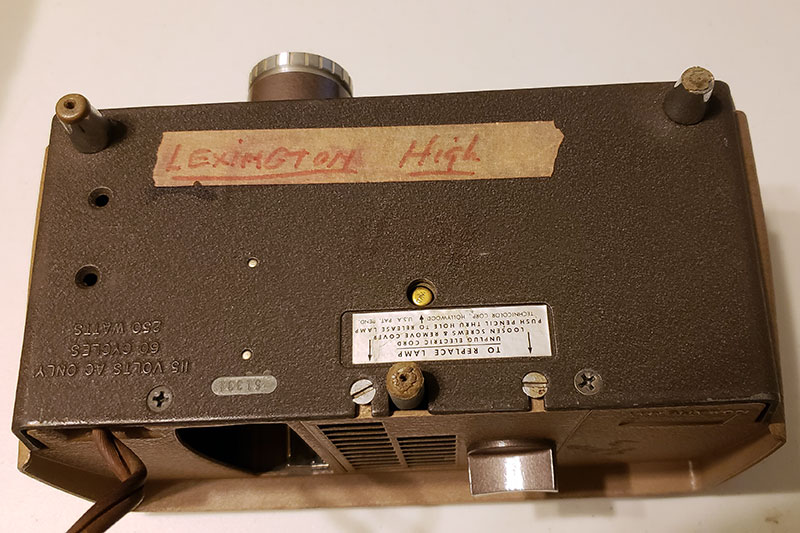 LEXINGTON High
TO REPLACE LAMP
UNPLUG ELECTRIC CORD
LOOSEN SCREWS & REMOVE COVER
PUSH PENCIL THRU HOLE TO RELEASE LAMP
TECHNICOLOR CORP. HOLLYWOOD U.S.A. PAT. PEND.
115 VOLTS AC ONLY
60 CYCLES
250 WATTS